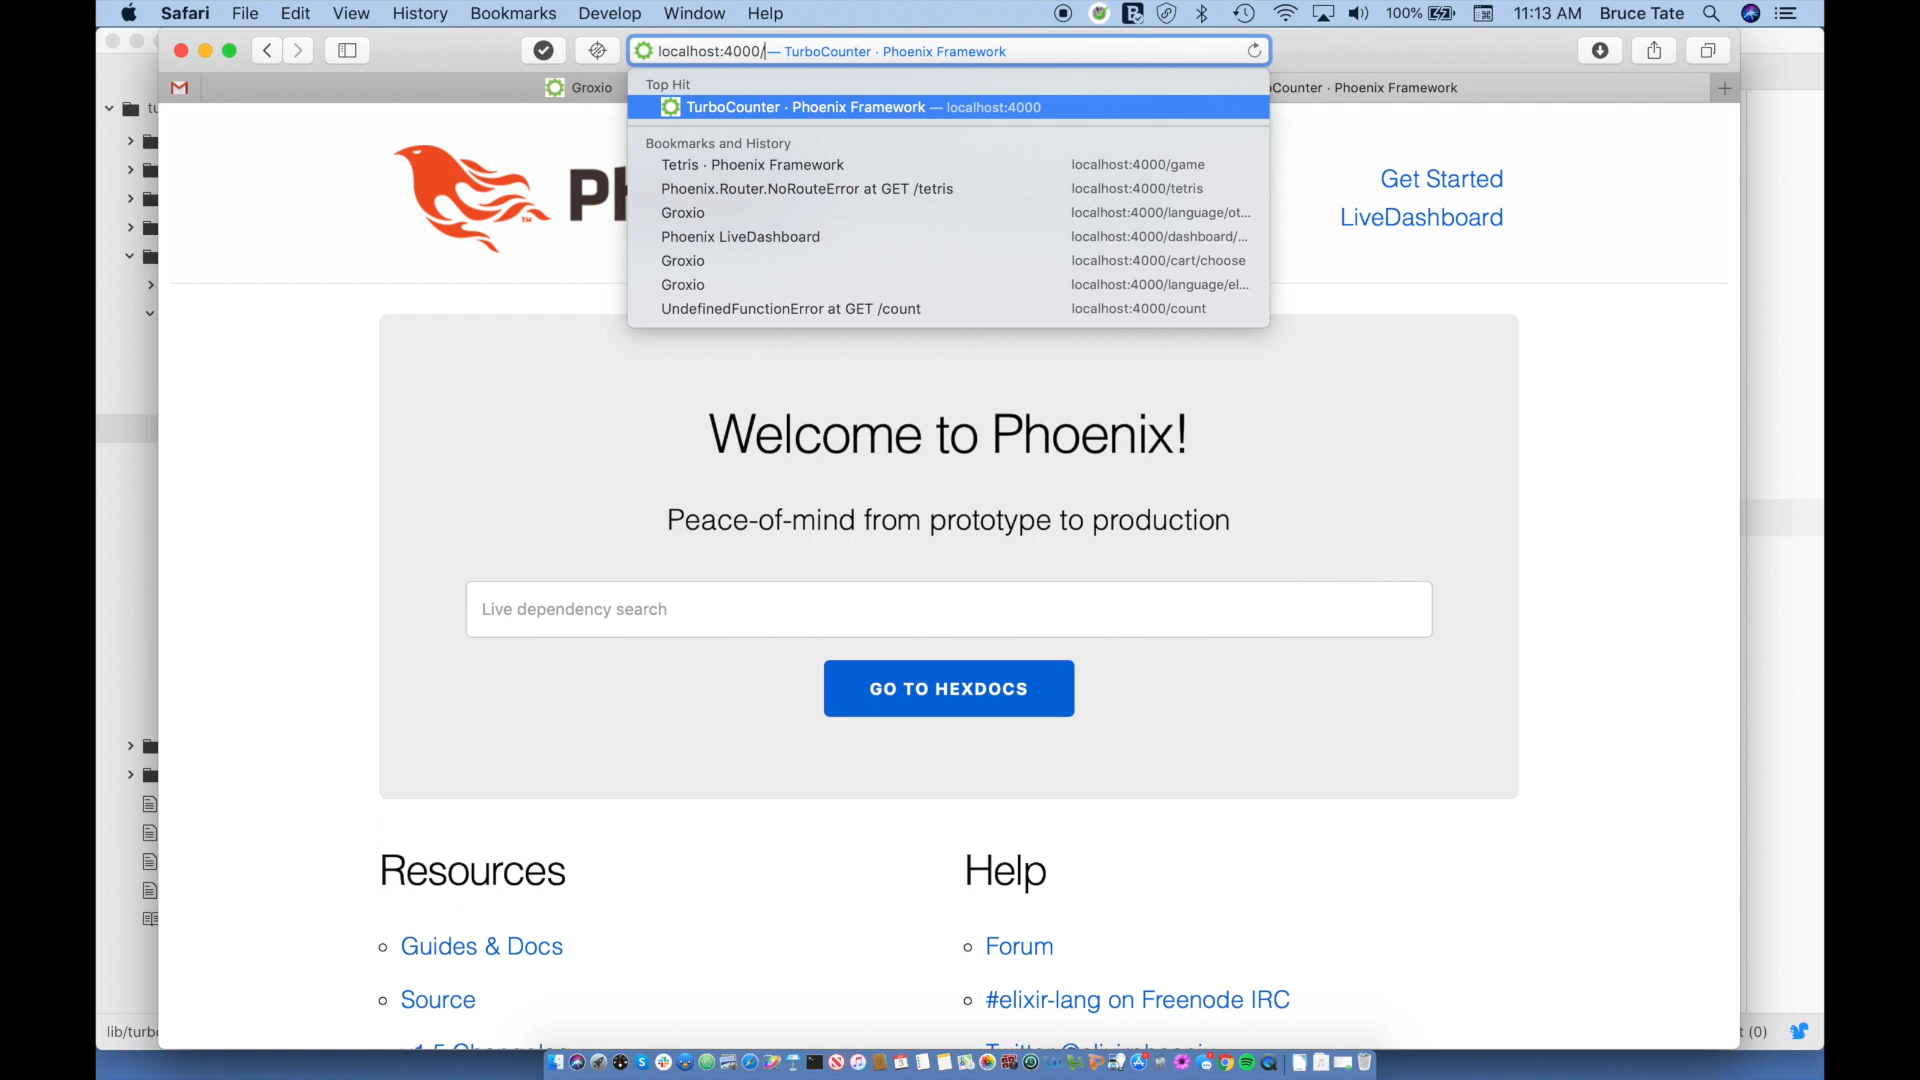 Safari File Edit View History Bookmarks Develop Window Help 100% 11:13 AM Bruce Tate
localhost:4000/ — TurboCounter · Phoenix Framework
Groxio
Counter · Phoenix Framework
Top Hit
TurboCounter · Phoenix Framework — localhost:4000
Bookmarks and History
Tetris · Phoenix Framework localhost:4000/game
Phoenix.Router.NoRouteError at GET /tetris localhost:4000/tetris
Groxio localhost:4000/language/ot...
Phoenix LiveDashboard localhost:4000/dashboard/...
Groxio localhost:4000/cart/choose
Groxio localhost:4000/language/el...
UndefinedFunctionError at GET /count localhost:4000/count
tu
Ph
Get Started
LiveDashboard
Welcome to Phoenix!
Peace-of-mind from prototype to production
Live dependency search
GO TO HEXDOCS
Resources
Help
Guides & Docs
Forum
Source
#elixir-lang on Freenode IRC
lib/turbo
t (0)